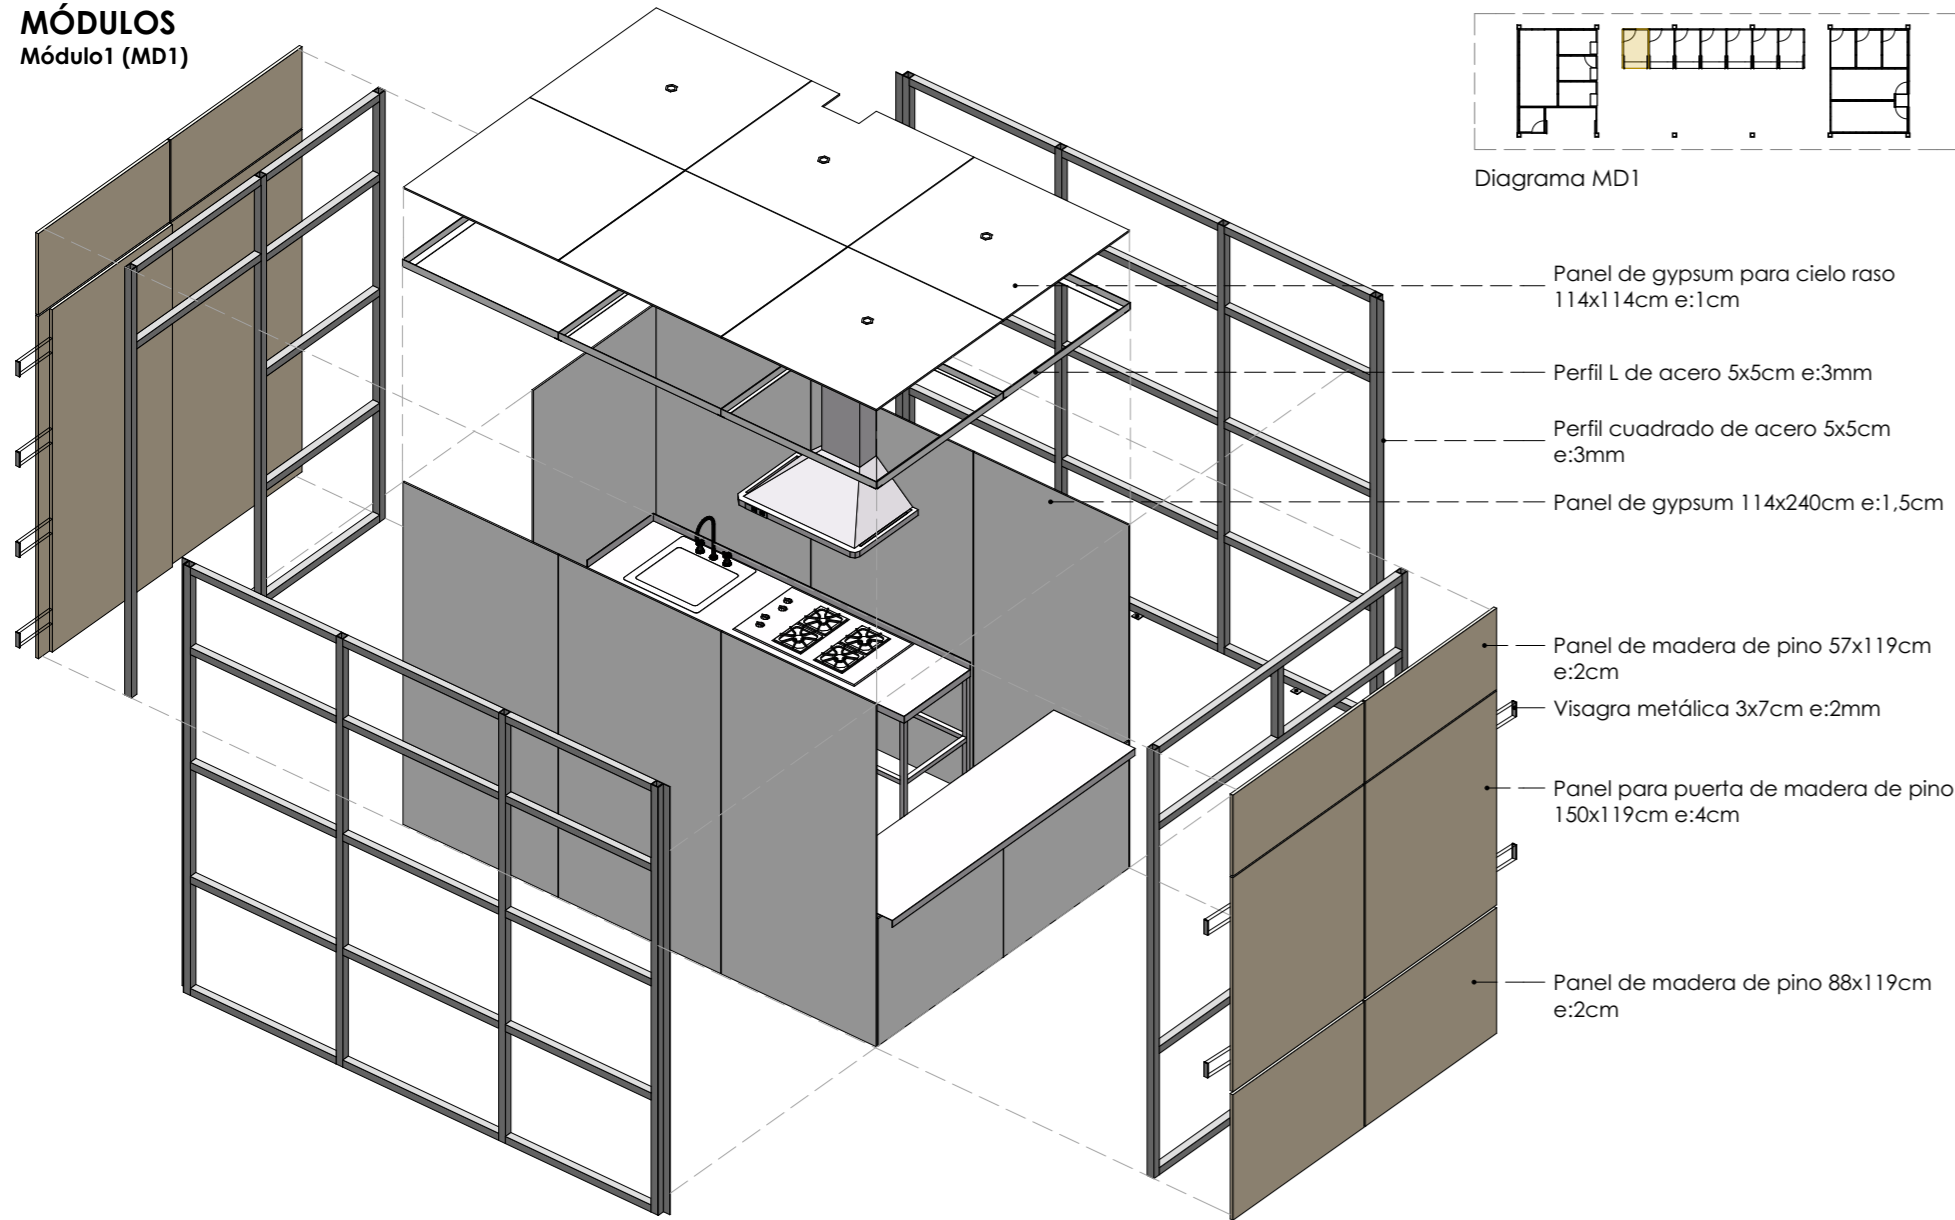 MÓDULOS
Módulo1 (MD1)
Diagrama MD1
Panel de gypsum para cielo raso
114x114cm e:1cm
Perfil L de acero 5x5cm e:3mm
Perfil cuadrado de acero 5x5cm
e:3mm
Panel de gypsum 114x240cm e:1,5cm
Panel de madera de pino 57x119cm
e:2cm
Visagra metálica 3x7cm e:2mm
Panel para puerta de madera de pino
150x119cm e:4cm
Panel de madera de pino 88x119cm
e:2cm